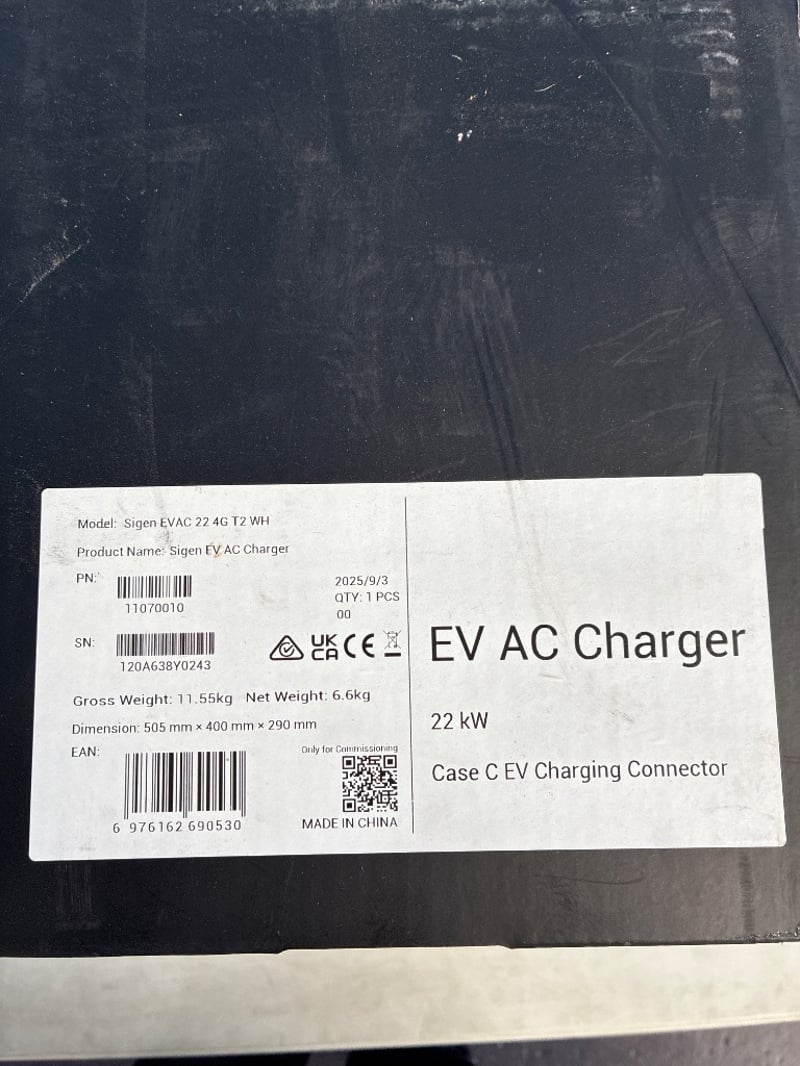 Model: Sigen EVAC 22 4G T2 WH
Product Name: Sigen EV AC Charger
PN:
11070010
2025/9/3
QTY: 1 PCS
00
SN:
120A638Y0243
UK
CA CE
Gross Weight: 11.55kg Net Weight: 6.6kg
Dimension: 505 mm × 400 mm × 290 mm
EAN:
6 976162 690530
Only for Commissioning
MADE IN CHINA
EV AC Charger
22 kW
Case C EV Charging Connector